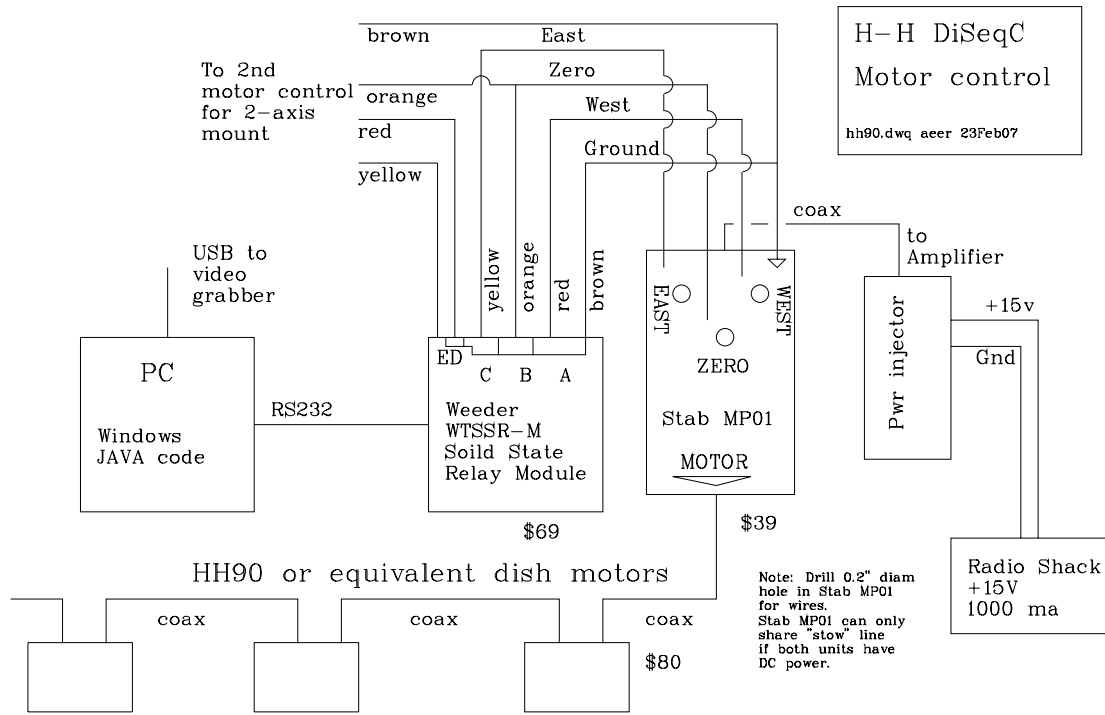 H-H DiSeqC
Motor control
hh90.dwq aeer 23Feb07
brown
East
To 2nd
motor control
for 2-axis
mount
orange
Zero
red
West
yellow
Ground
coax
to
Amplifier
USB to
video
grabber
yellow
orange
red
brown
EAST
WEST
ZERO
Stab MP01
MOTOR
Pwr injector
+15v
Gnd
PC
Windows
JAVA code
RS232
ED
C
B
A
Weeder
WTSSR-M
Soild State
Relay Module
$69
$39
HH90 or equivalent dish motors
coax
coax
coax
$80
Note: Drill 0.2" diam
hole in Stab MP01
for wires.
Stab MP01 can only
share "stow" line
if both units have
DC power.
Radio Shack
+15V
1000 ma